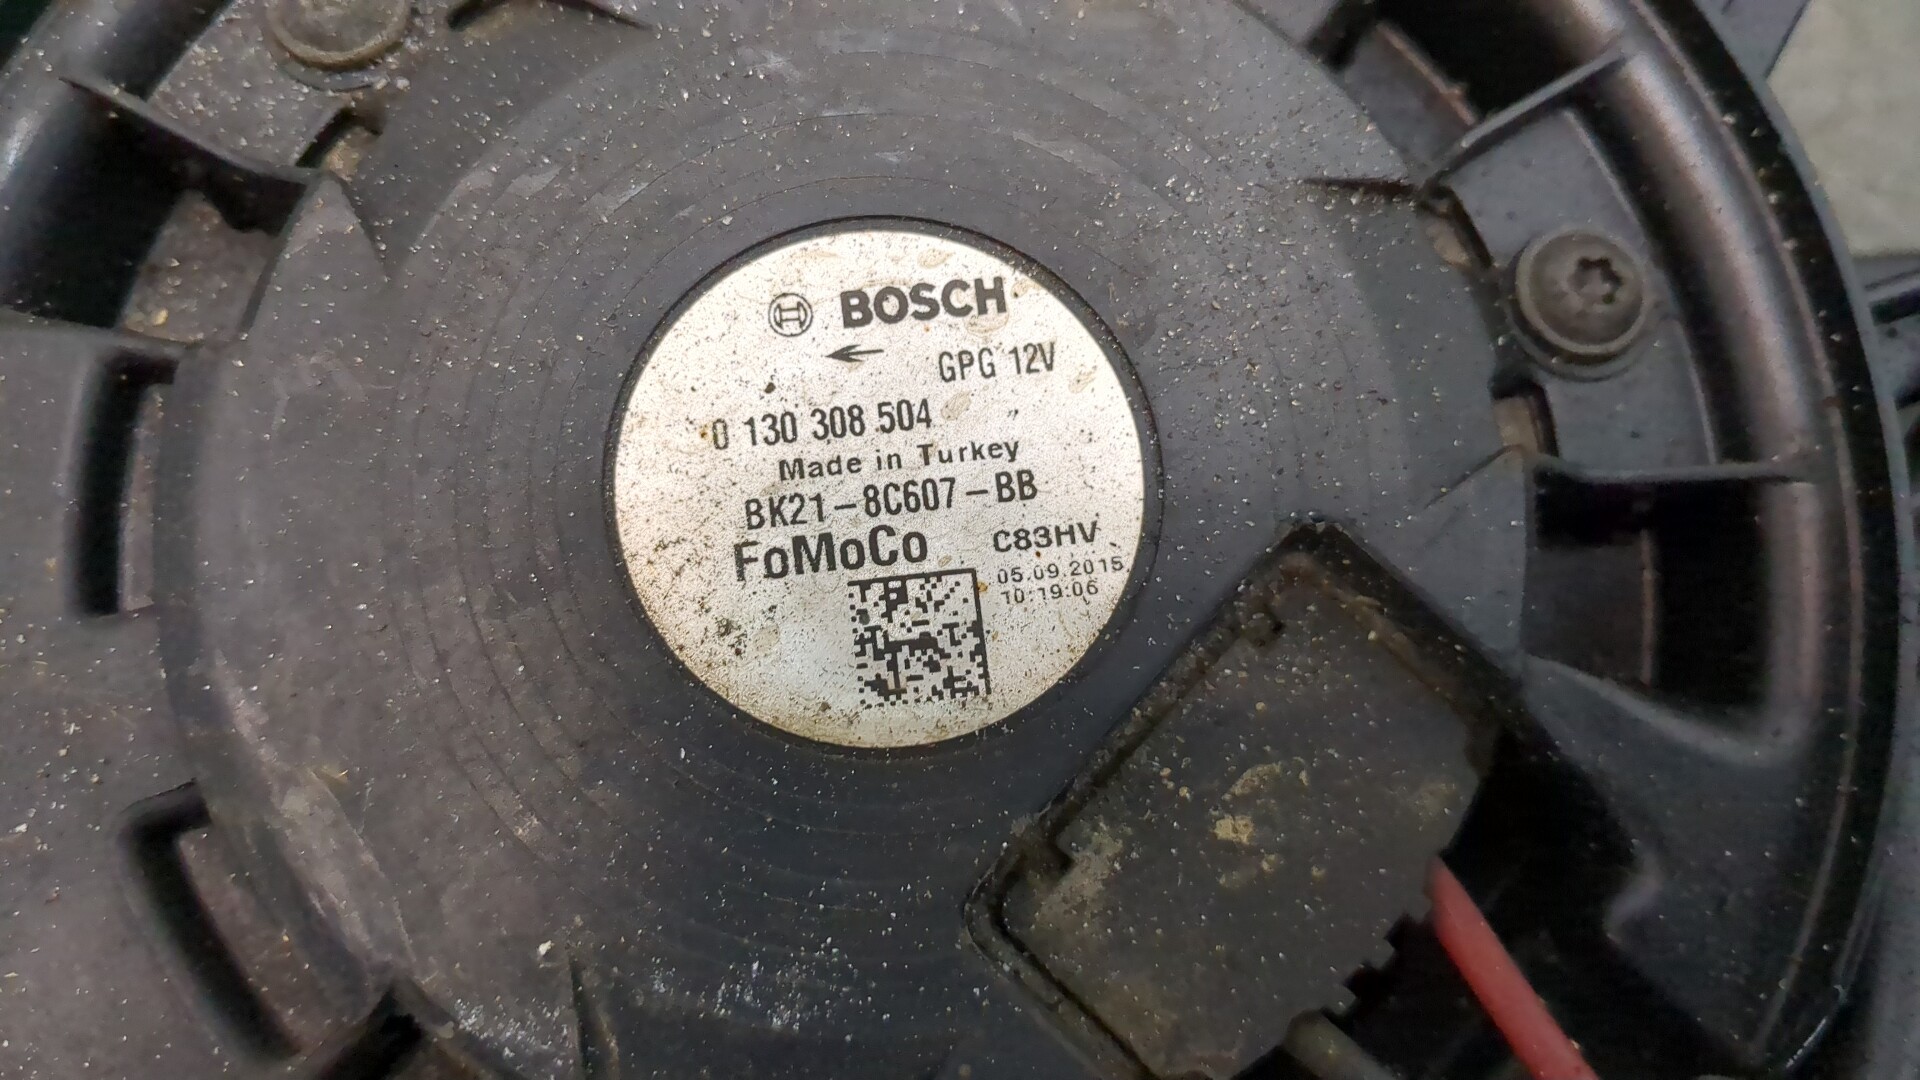 BOSCH
GPG 12V
0 130 308 504
Made in Turkey
BK21-8C607-BB
FoMoCo C83HV
05.09.2015
10:19:06